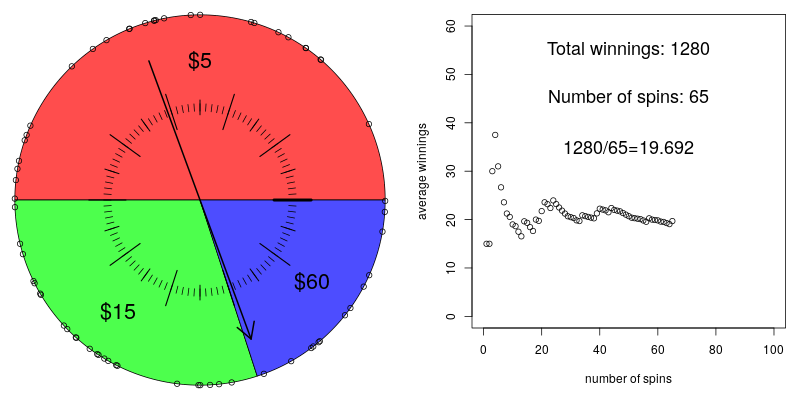 $5
$15
$60
Total winnings: 1280
Number of spins: 65
1280/65=19.692
average winnings
60
50
40
30
20
10
0
0 20 40 60 80 100
number of spins